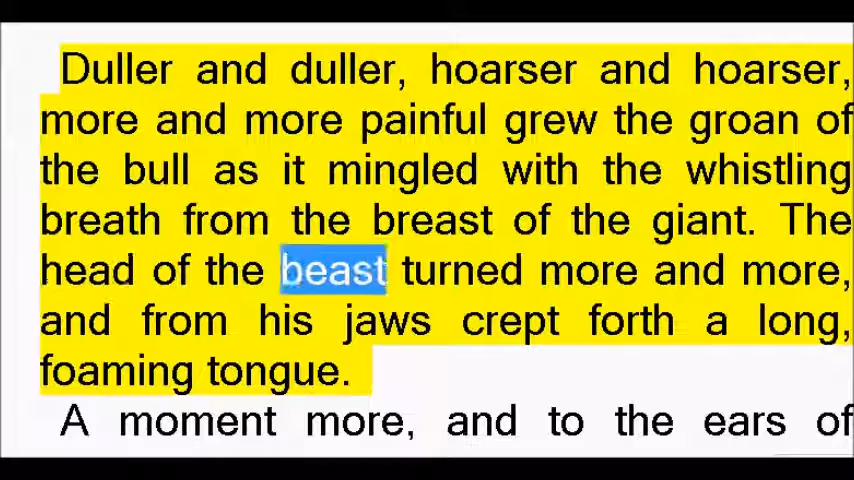 Duller and duller, hoarser and hoarser,
more and more painful grew the groan of
the bull as it mingled with the whistling
breath from the breast of the giant. The
head of the beast turned more and more,
and from his jaws crept forth a long,
foaming tongue.
A moment more, and to the ears of